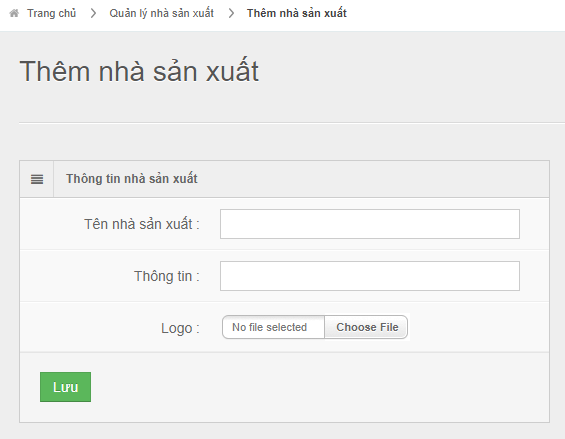 Trang chủ Quản lý nhà sản xuất Thêm nhà sản xuất
Thêm nhà sản xuất
Thông tin nhà sản xuất
Tên nhà sản xuất :
Thông tin :
Logo : No file selected Choose File
Lưu